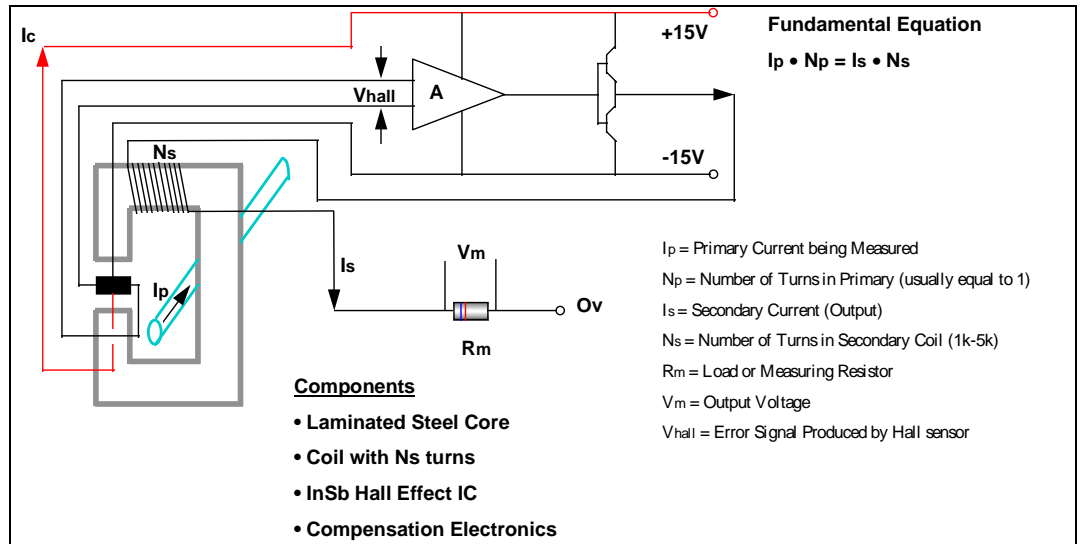 Ic
+15V
Fundamental Equation
Ip • Np = Is • Ns
Vhall
A
Ns
-15V
Ip
Is
Vm
Ov
Rm
Ip = Primary Current being Measured
Np = Number of Turns in Primary (usually equal to 1)
Is = Secondary Current (Output)
Ns = Number of Turns in Secondary Coil (1k-5k)
Rm = Load or Measuring Resistor
Vm = Output Voltage
Vhall = Error Signal Produced by Hall sensor
Components
• Laminated Steel Core
• Coil with Ns turns
• InSb Hall Effect IC
• Compensation Electronics